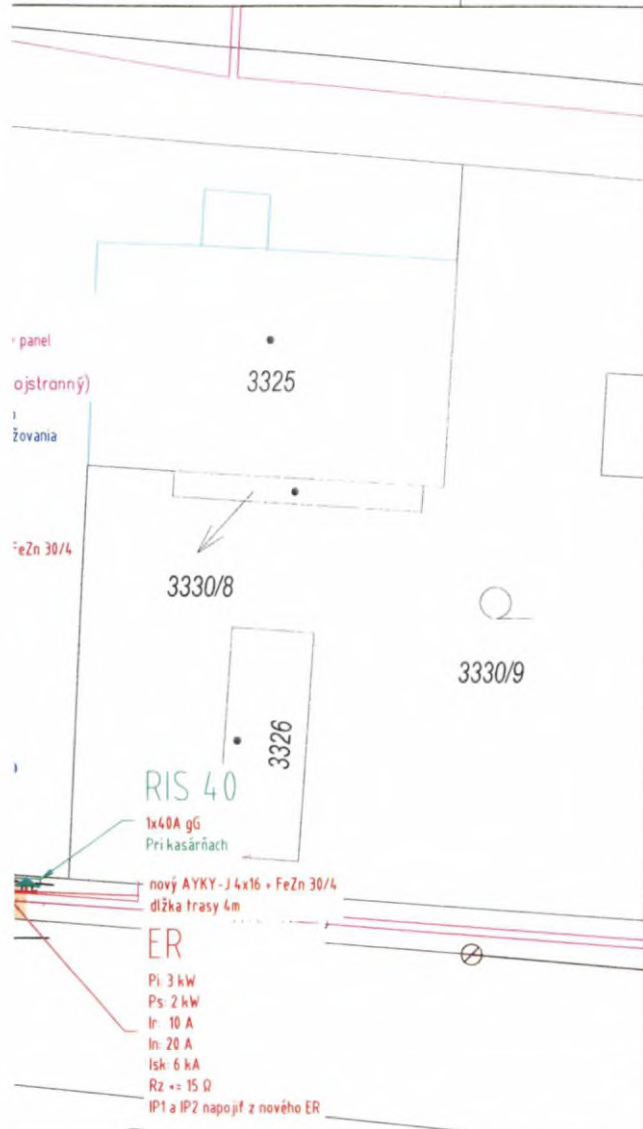 panel
3325
ojstranný)
žovania
FeZn 30/4
3330/8
3330/9
3326
RIS 40
1x40A gG
Pri kasárňach
nový AYKY-J 4x16 + FeZn 30/4
dĺžka trasy 4m
ER
Pi: 3 kW
Ps: 2 kW
Ir: 10 A
In: 20 A
Isk: 6 kA
Rz <= 15 Ω
IP1 a IP2 napojiť z nového ER